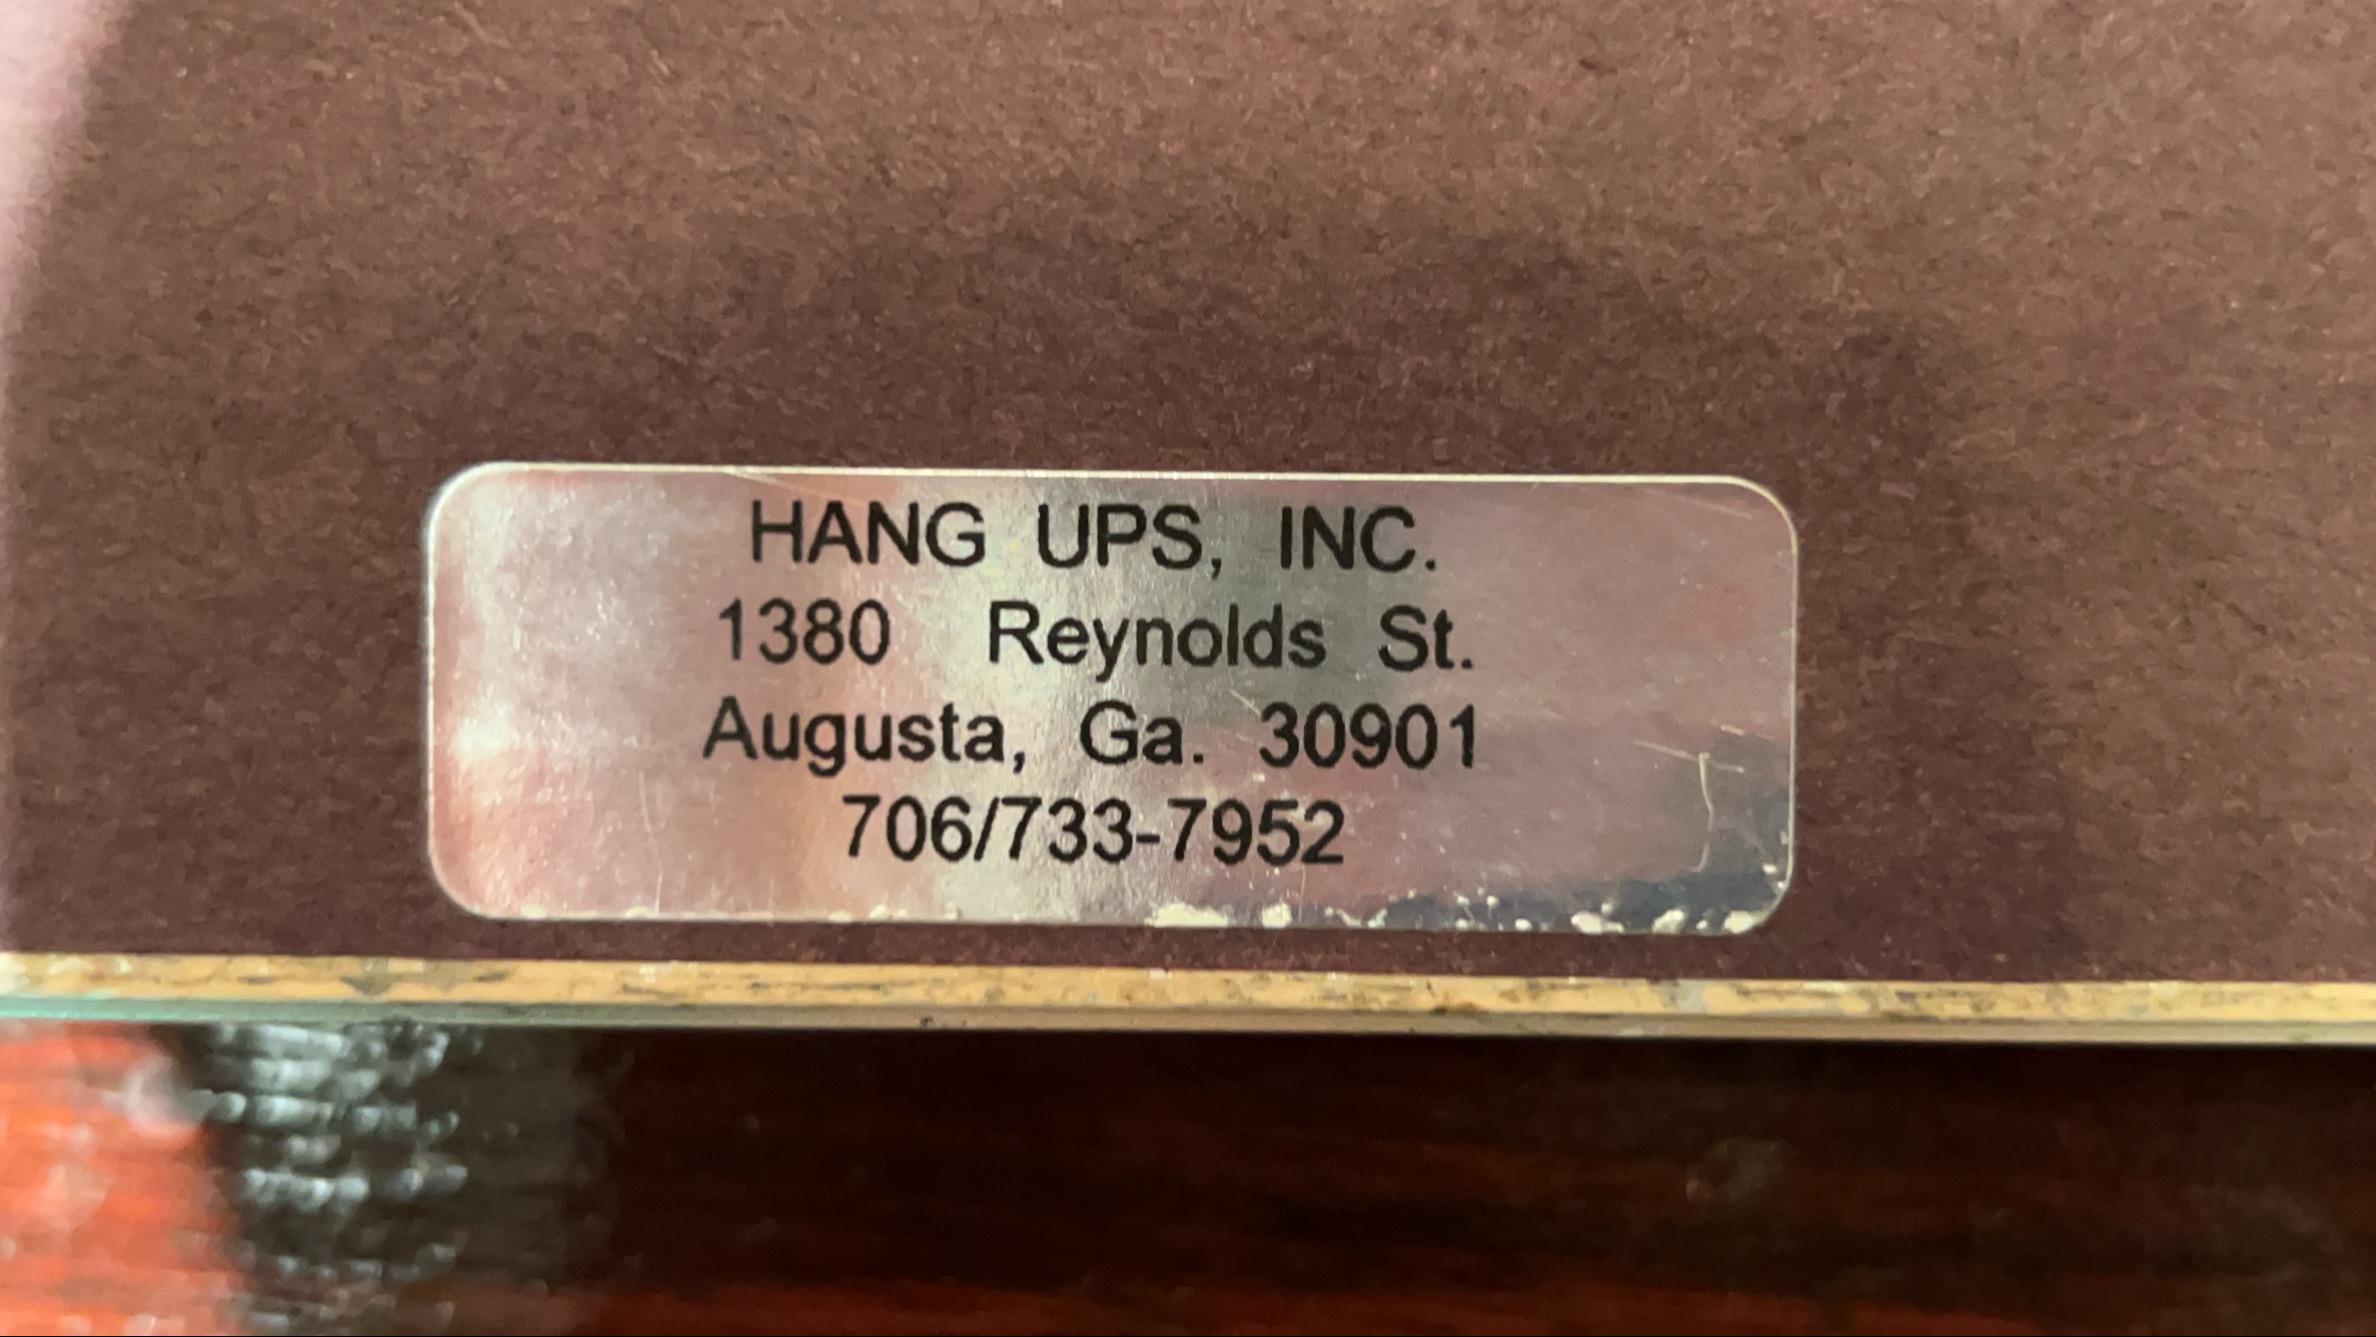 HANG UPS, INC.
1380 Reynolds St.
Augusta, Ga. 30901
706/733-7952